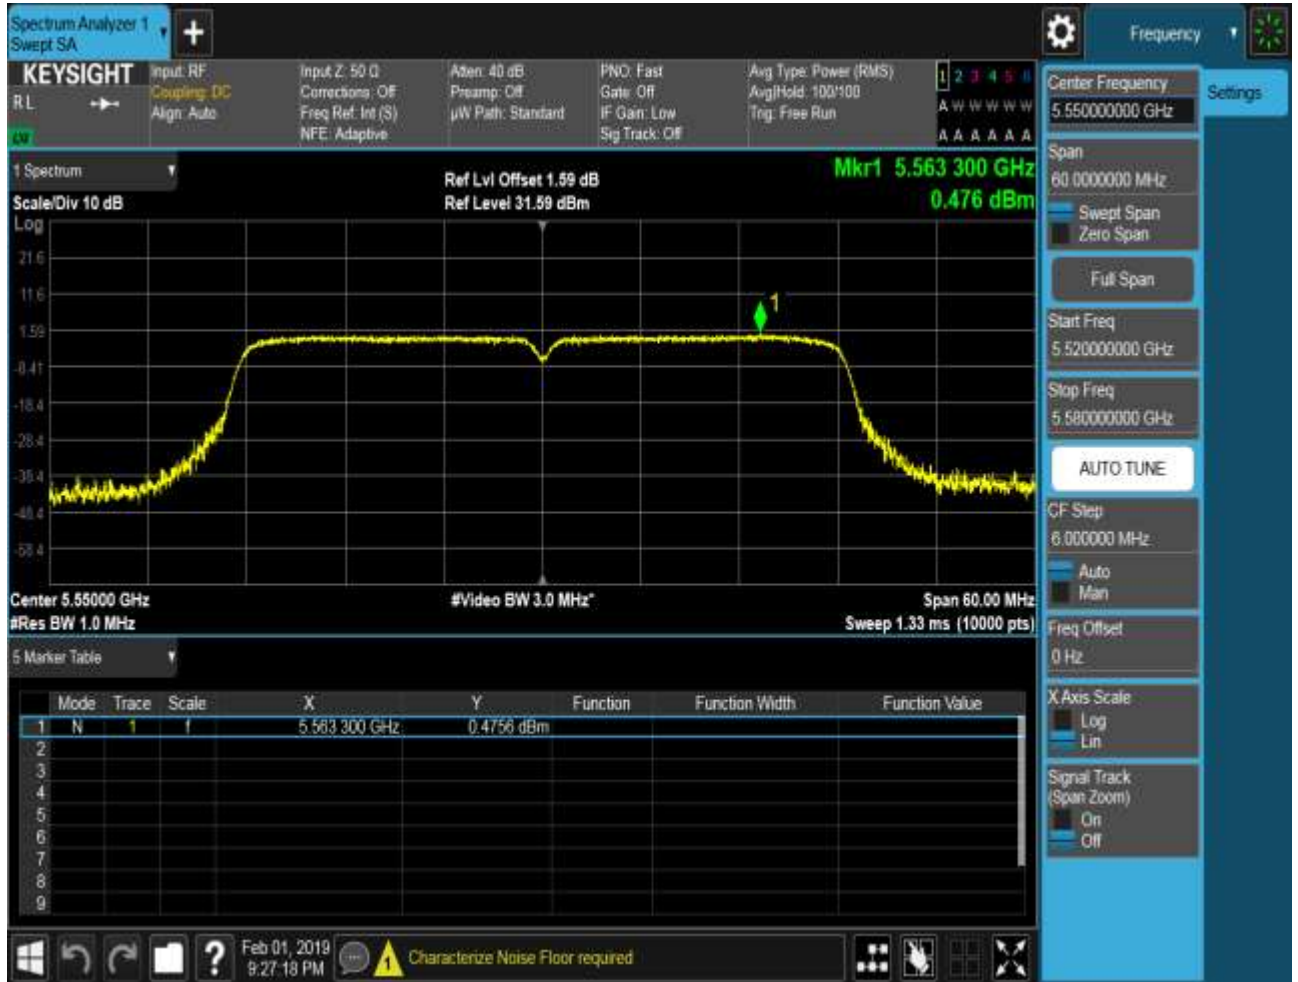 Spectrum Analyzer 1
Swept SA
+
Frequency
KEYSIGHT
RL
Input: RF
Coupling: DC
Align: Auto
Input Z: 50 Ω
Corrections: Off
Freq Ref: Int (S)
NFE: Adaptive
Atten: 40 dB
Preamp: Off
µW Path: Standard
PNO: Fast
Gate: Off
IF Gain: Low
Sig Track: Off
Avg Type: Power (RMS)
Avg|Hold: 100/100
Trig: Free Run
1 2 3 4 5 6
A W W W W W
A A A A A A
1 Spectrum
Scale/Div 10 dB
Log
Ref Lvl Offset 1.59 dB
Ref Level 31.59 dBm
Mkr1 5.563 300 GHz
0.476 dBm
21.6
11.6
1.59
-8.41
-18.4
-28.4
-38.4
-48.4
-58.4
1
Center 5.55000 GHz
#Res BW 1.0 MHz
#Video BW 3.0 MHz*
Span 60.00 MHz
Sweep 1.33 ms (10000 pts)
5 Marker Table
Mode Trace Scale X Y Function Function Width Function Value
1 N 1 f 5.563 300 GHz 0.4756 dBm
2
3
4
5
6
7
8
9
Feb 01, 2019
9:27:18 PM
1
Characterize Noise Floor required
?
Center Frequency
5.550000000 GHz
Settings
Span
60.0000000 MHz
Swept Span
Zero Span
Full Span
Start Freq
5.520000000 GHz
Stop Freq
5.580000000 GHz
AUTO TUNE
CF Step
6.000000 MHz
Auto
Man
Freq Offset
0 Hz
X Axis Scale
Log
Lin
Signal Track
(Span Zoom)
On
Off